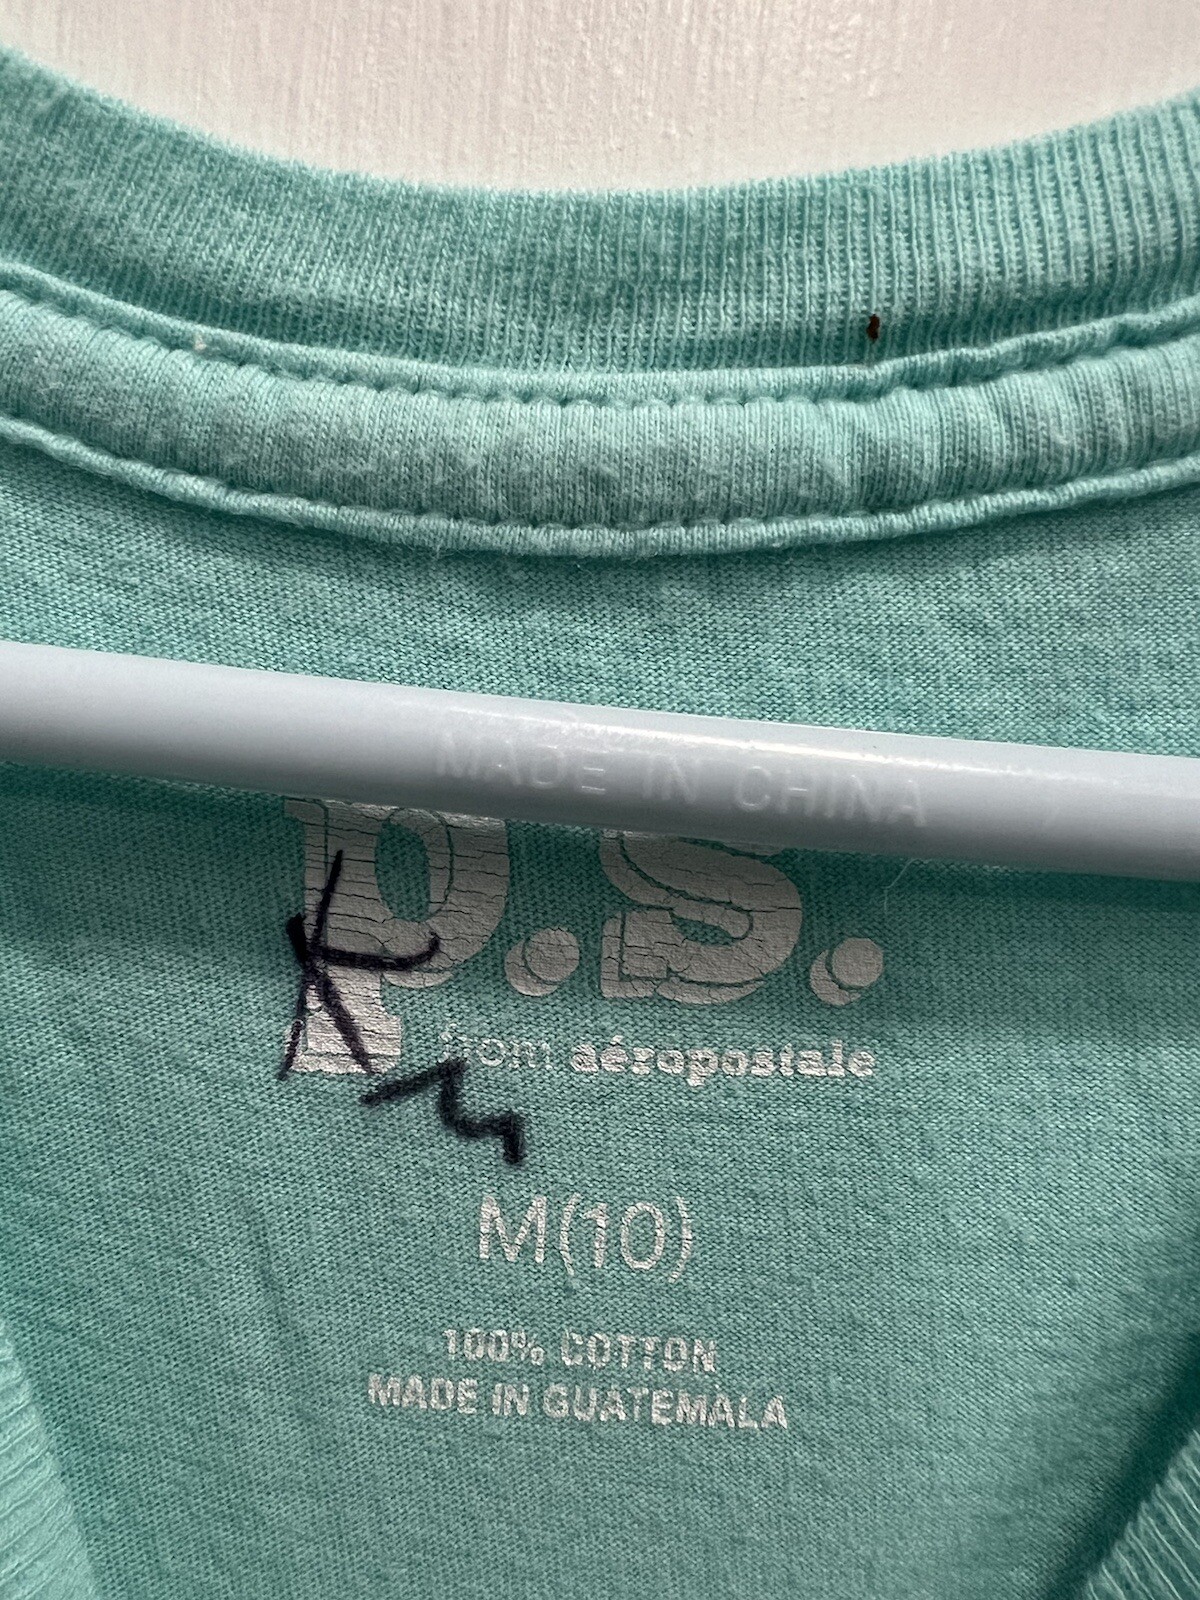 MADE IN CHINA
p.s.
from aéropostale
M(10)
100% COTTON
MADE IN GUATEMALA